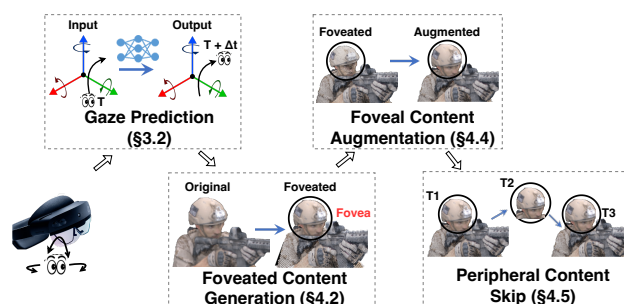 Input
Output
T
T + Δt
Gaze Prediction
(§3.2)
Original
Foveated
Fovea
Foveated Content
Generation (§4.2)
Foveated
Augmented
Foveal Content
Augmentation (§4.4)
T1
T2
T3
Peripheral Content
Skip (§4.5)